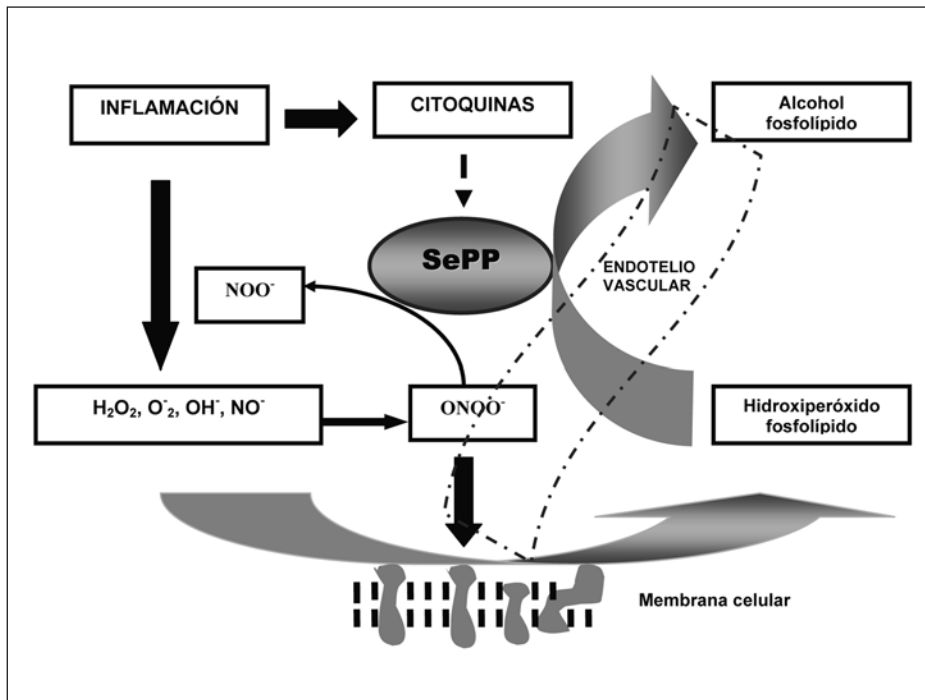 INFLAMACIÓN
CITOQUINAS
Alcohol
fosfolípido
SePP
ENDOTELIO
VASCULAR
NOO⁻
H₂O₂, O⁻₂, OH⁻, NO⁻
ONOO⁻
Hidroxiperóxido
fosfolípido
Membrana celular